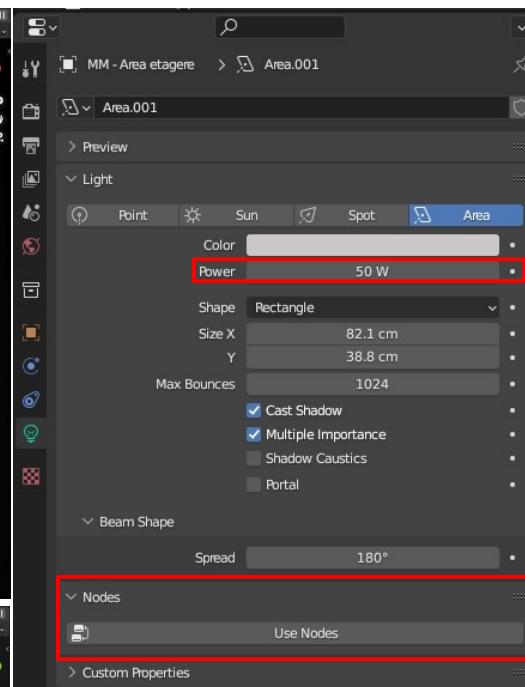 MM - Area etagere > Area.001
Area.001
> Preview
Light
Point Sun Spot Area
Color
Power 50 W
Shape Rectangle
Size X 82.1 cm
Y 38.8 cm
Max Bounces 1024
Cast Shadow
Multiple Importance
Shadow Caustics
Portal
Beam Shape
Spread 180°
Nodes
Use Nodes
> Custom Properties